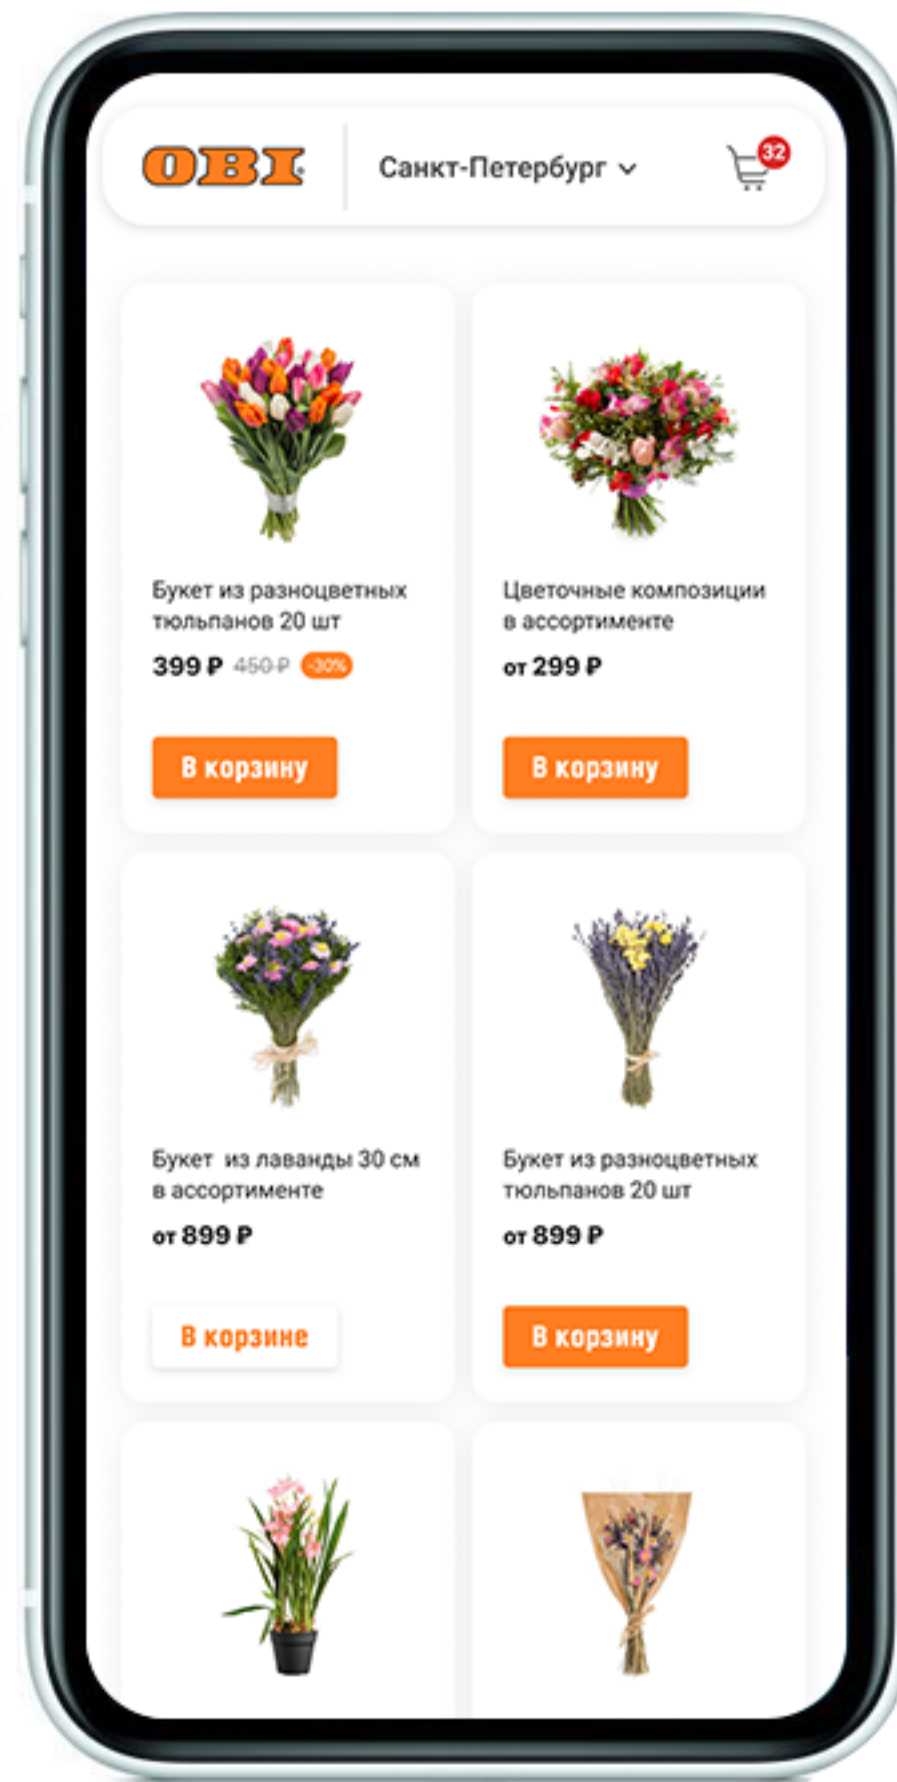 OBI
Санкт-Петербург
32
Букет из разноцветных
тюльпанов 20 шт
399 ₽ 450 ₽ -30%
В корзину
Цветочные композиции
в ассортименте
от 299 ₽
В корзину
Букет из лаванды 30 см
в ассортименте
от 899 ₽
В корзине
Букет из разноцветных
тюльпанов 20 шт
от 899 ₽
В корзину